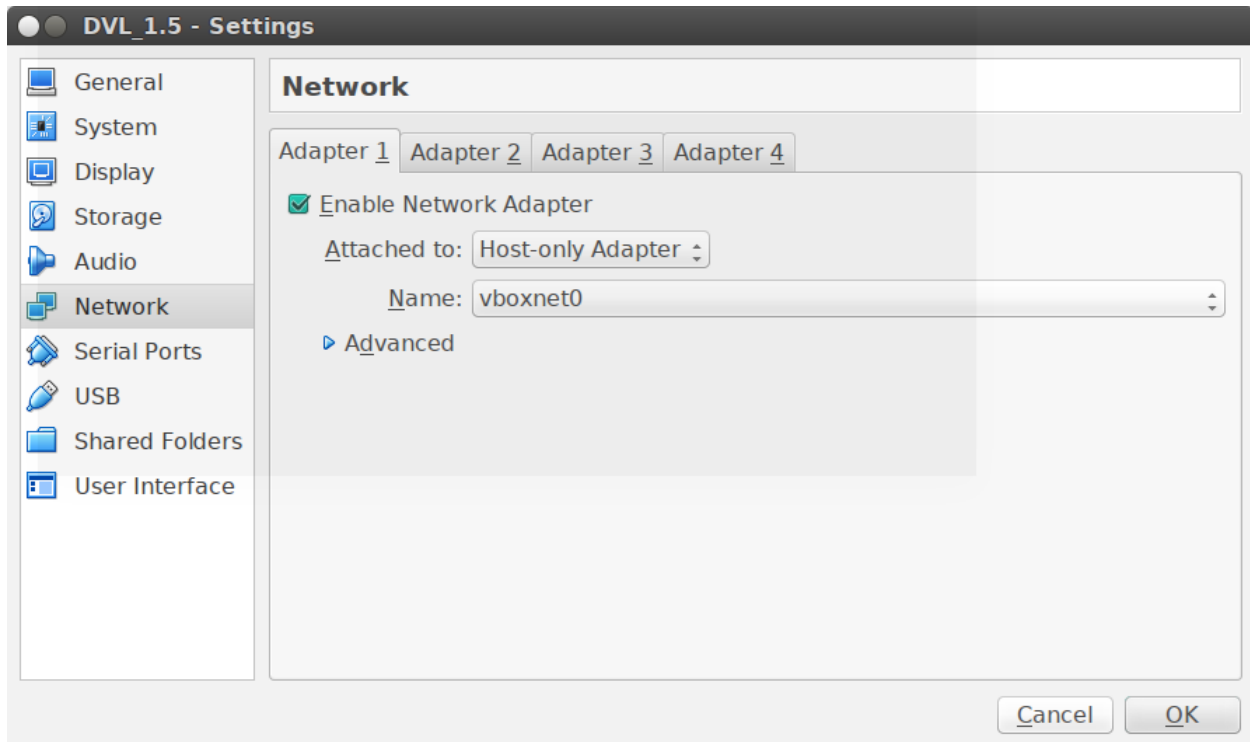 DVL_1.5 - Settings
General
System
Display
Storage
Audio
Network
Serial Ports
USB
Shared Folders
User Interface
Network
Adapter 1 Adapter 2 Adapter 3 Adapter 4
Enable Network Adapter
Attached to: Host-only Adapter
Name: vboxnet0
Advanced
Cancel OK